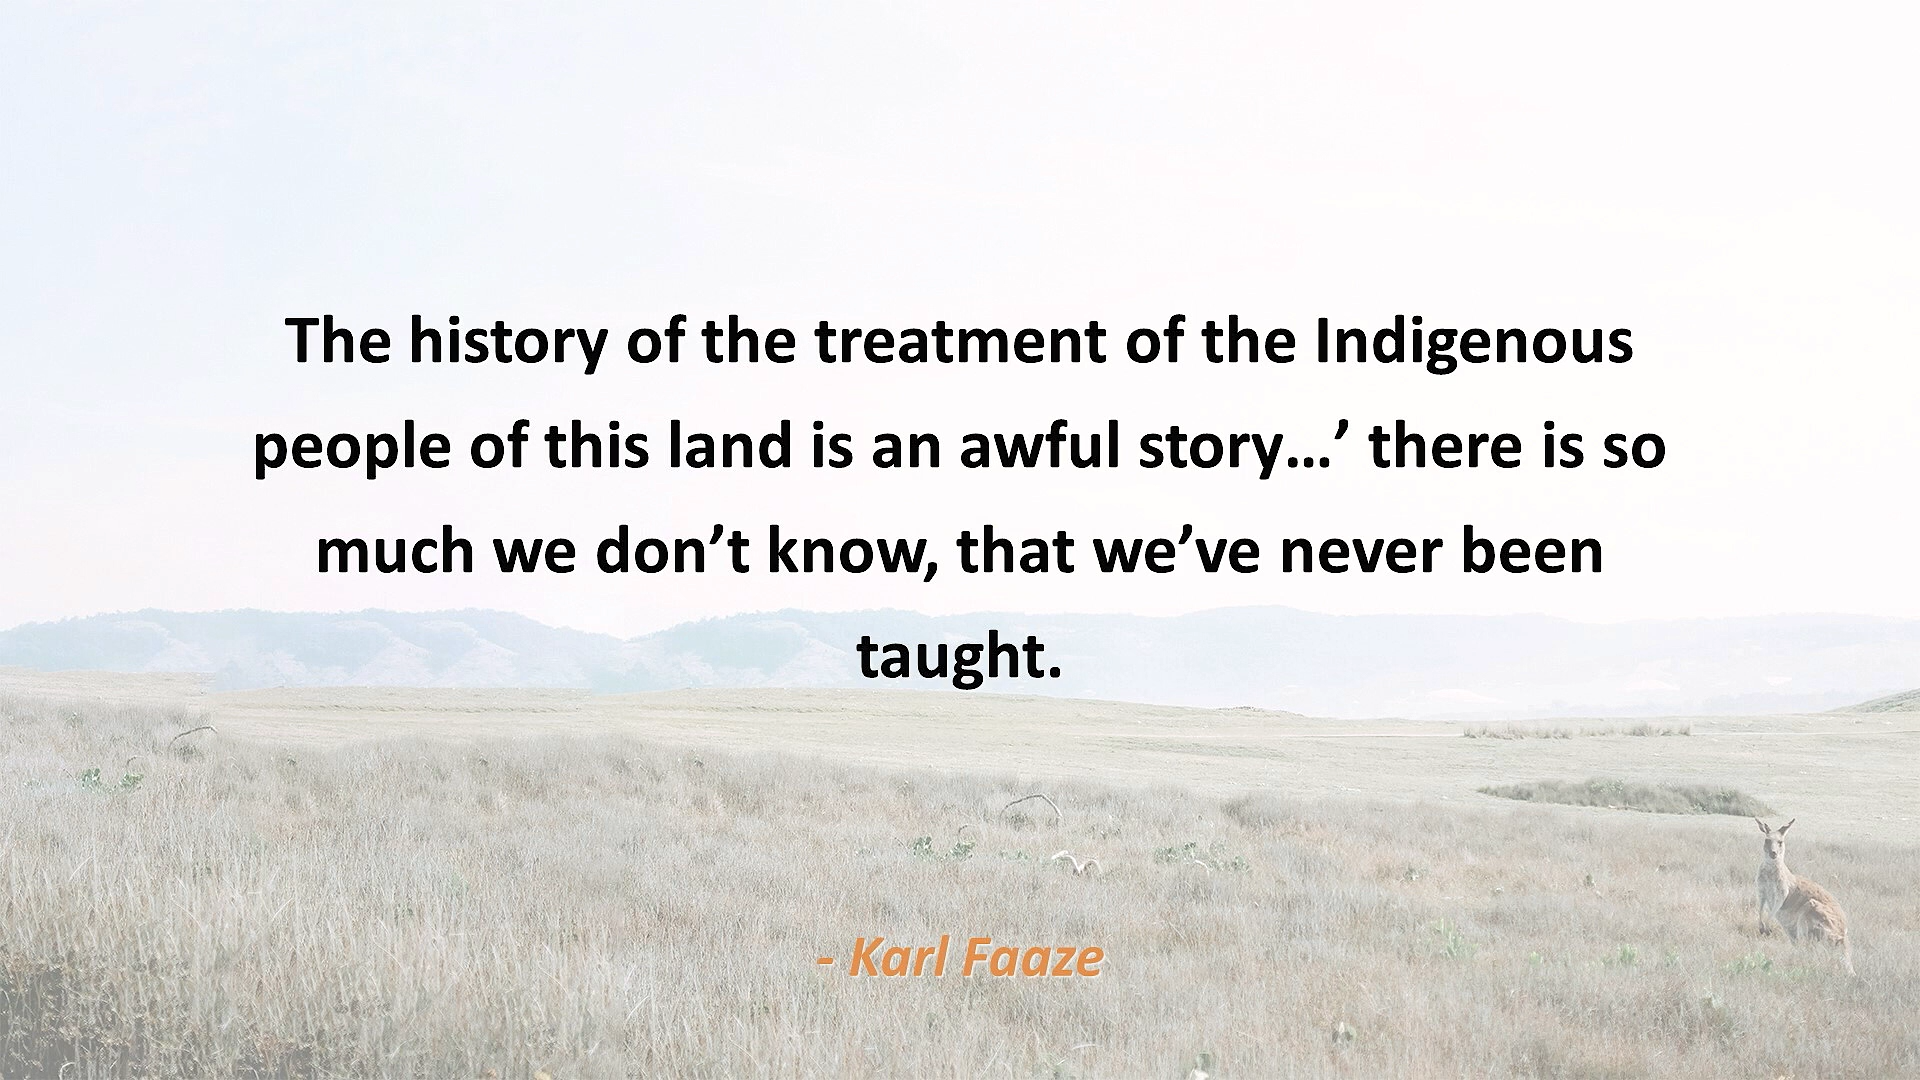 The history of the treatment of the Indigenous
people of this land is an awful story…’ there is so
much we don’t know, that we’ve never been
taught.
- Karl Faaze